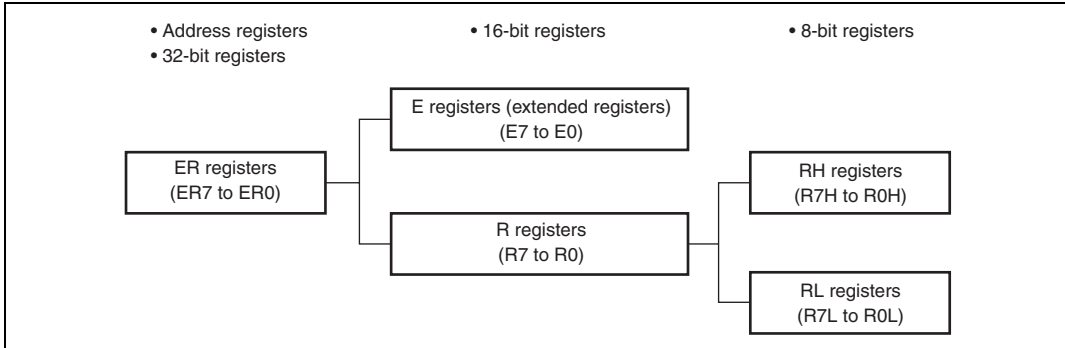 • Address registers
• 32-bit registers
• 16-bit registers
• 8-bit registers
E registers (extended registers)
(E7 to E0)
ER registers
(ER7 to ER0)
RH registers
(R7H to R0H)
R registers
(R7 to R0)
RL registers
(R7L to R0L)